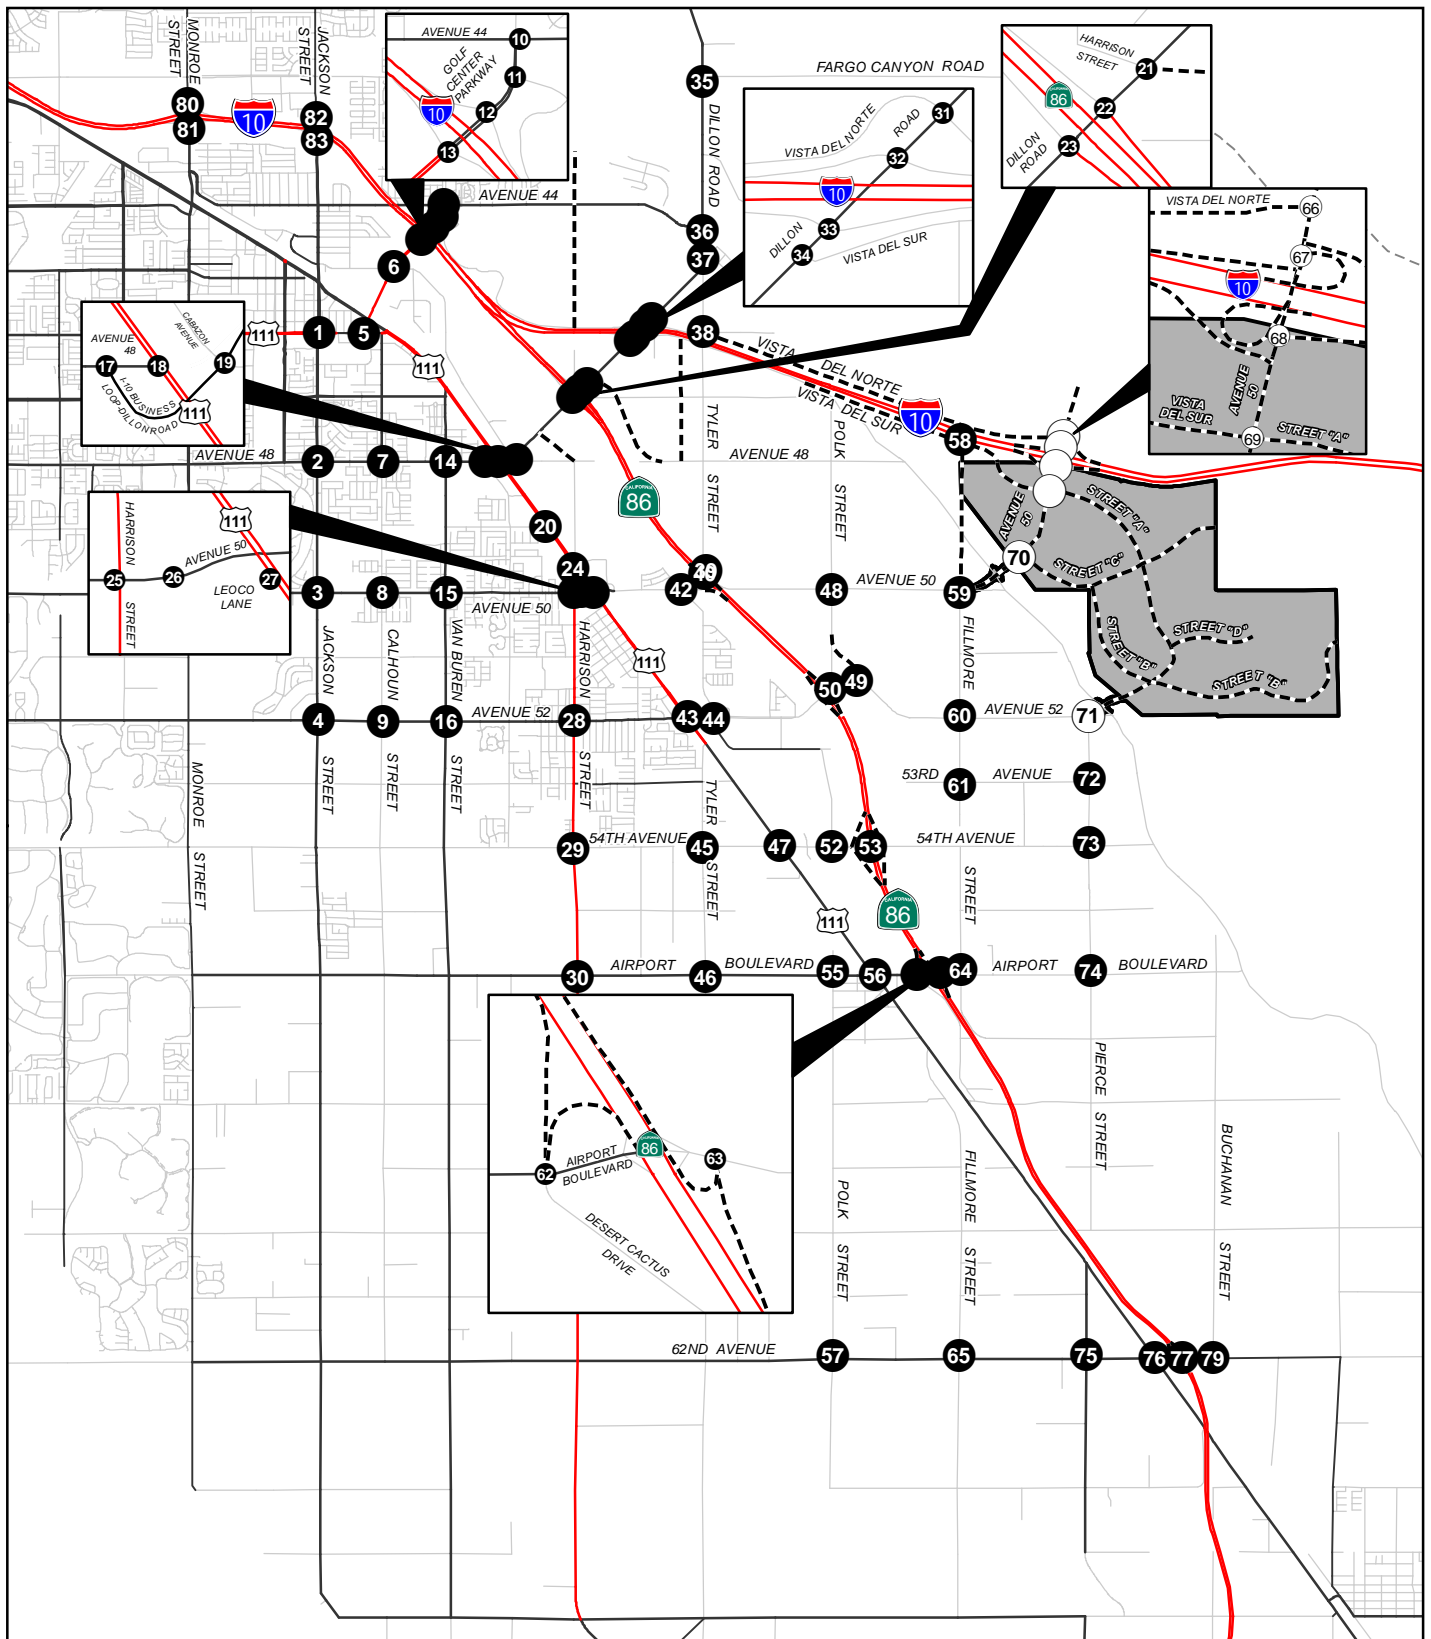 MONROE
STREET
JACKSON
STREET
80
81
10
82
83
AVENUE 44
10
GOLF
CENTER
PARKWAY
11
12
10
13
AVENUE 44
6
35
FARGO CANYON ROAD
DILLON ROAD
36
37
38
VISTA DEL NORTE
ROAD
31
32
10
33
DILLON
34
VISTA DEL SUR
HARRISON
STREET
21
CALIFORNIA
86
22
DILLON
ROAD
23
VISTA DEL NORTE
66
67
10
68
AVENUE
50
VISTA
DEL SUR
69
STREET "A"
AVENUE
48
CABAZON
AVENUE
17
18
19
I-10 BUSINESS
LOOP-DILLON ROAD
111
111
1
5
111
VISTA
DEL NORTE
VISTA DEL SUR
10
58
AVENUE 48
2
7
14
AVENUE 48
TYLER
STREET
POLK
STREET
CALIFORNIA
86
20
24
HARRISON
STREET
111
AVENUE 50
25
26
27
LEOCO
LANE
3
8
15
AVENUE 50
39
40
42
48
AVENUE 50
59
70
AVENUE
50
STREET "A"
STREET "C"
STREET "D"
STREET "B"
STREET "B"
JACKSON
STREET
CALHOUN
STREET
VAN BUREN
STREET
HARRISON
STREET
111
49
50
FILLMORE
STREET
4
9
16
AVENUE 52
28
43
44
60
AVENUE 52
71
MONROE
STREET
TYLER
STREET
53RD
61
AVENUE
72
29
54TH AVENUE
45
47
52
53
54TH AVENUE
73
111
CALIFORNIA
86
30
AIRPORT
46
BOULEVARD
55
56
64
AIRPORT
74
BOULEVARD
CALIFORNIA
86
62
AIRPORT
BOULEVARD
63
DESERT CACTUS
DRIVE
PIERCE
STREET
BUCHANAN
STREET
POLK
STREET
FILLMORE
STREET
62ND AVENUE
57
65
75
76
77
79